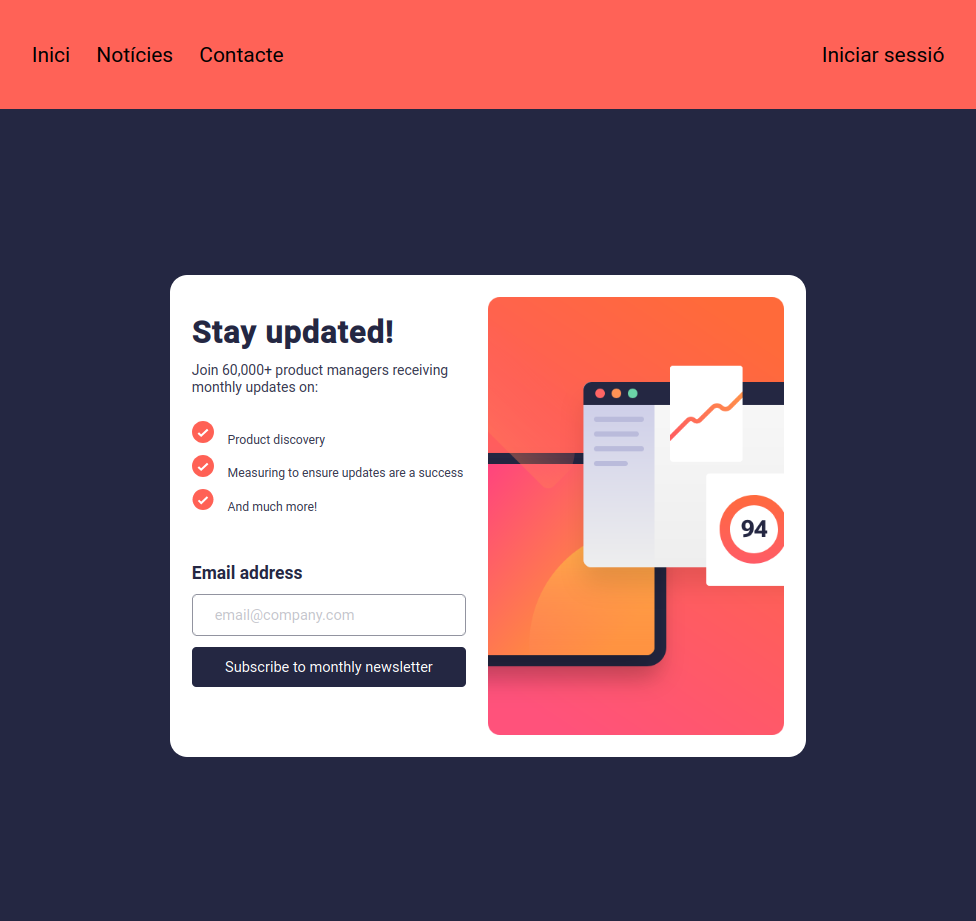 Inici Notícies Contacte Iniciar sessió
Stay updated!
Join 60,000+ product managers receiving
monthly updates on:
Product discovery
Measuring to ensure updates are a success
And much more!
Email address
email@company.com
Subscribe to monthly newsletter
94